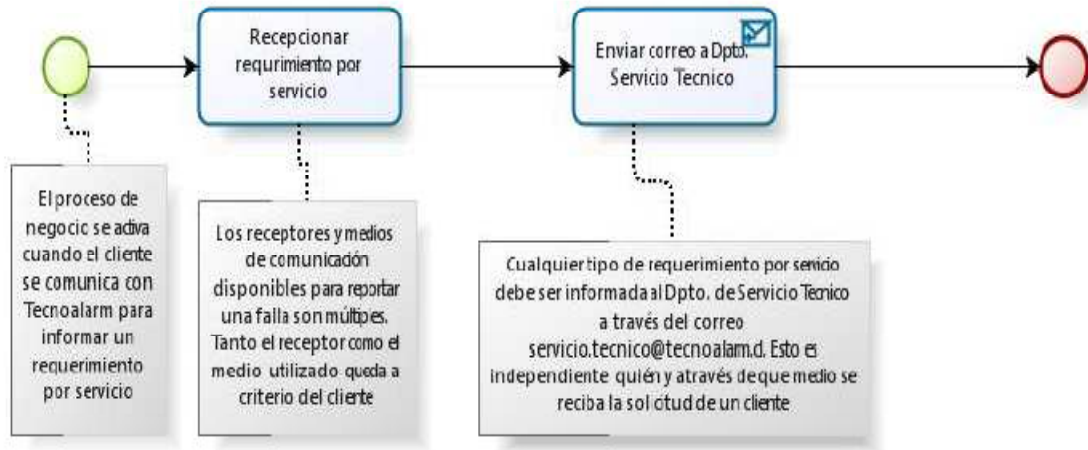 Recepcionar
requrimiento por
servicio
Enviar correo a Dpto.
Servicio Tecnico
El proceso de
negocio se activa
cuando el cliente
se comunica con
Tecnoalarm para
informar un
requerimiento
por servicio
Los receptores y medios
de comunicación
disponibles para reportar
una falla son múltipes.
Tanto el receptor como el
medio utilizado queda a
criterio del cliente
Cualquier tipo de requerimiento por servicio
debe ser informada al Dpto. de Servicio Tecnico
a través del correo
servicio.tecnico@tecnoalarm.cl. Esto es
independiente quién y através de que medio se
reciba la solicitud de un cliente